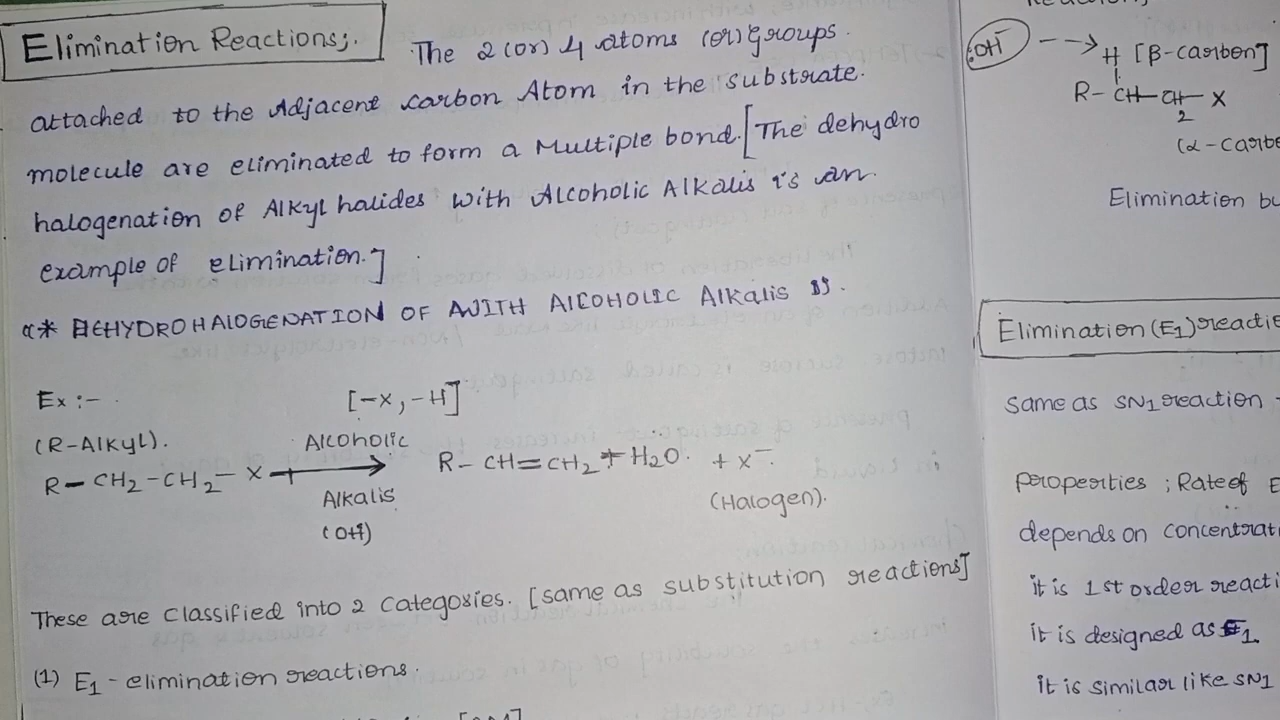 Elimination Reactions;. The 2 (or) 4 atoms (or) groups.
attached to the Adjacent carbon Atom in the substrate.
molecule are eliminated to form a Multiple bond. [The dehydro
halogenation of Alkyl halides with Alcoholic Alkalis is an.
example of elimination.]
DEHYDROHALOGENATION OF WITH AlCOHOLIC Alkalis
Ex :-
[-x, -H]
(R-Alkyl).
Alcoholic
R-CH2-CH2-X + → R-CH=CH2 + H2O. + x-.
Alkalis
(Halogen).
(OH)
These are classified into 2 categories. [same as substitution reactions]
(1) E1 - elimination reactions.
:OH- --→ H [β-carbon]
R-CH-CH2-X
(α-carbo
Elimination bu
Elimination (E1) reactio
same as SN1 reaction
properties ; Rate of E
depends on concentrat
it is 1st order reacti
it is designed as E1.
it is similar like SN1